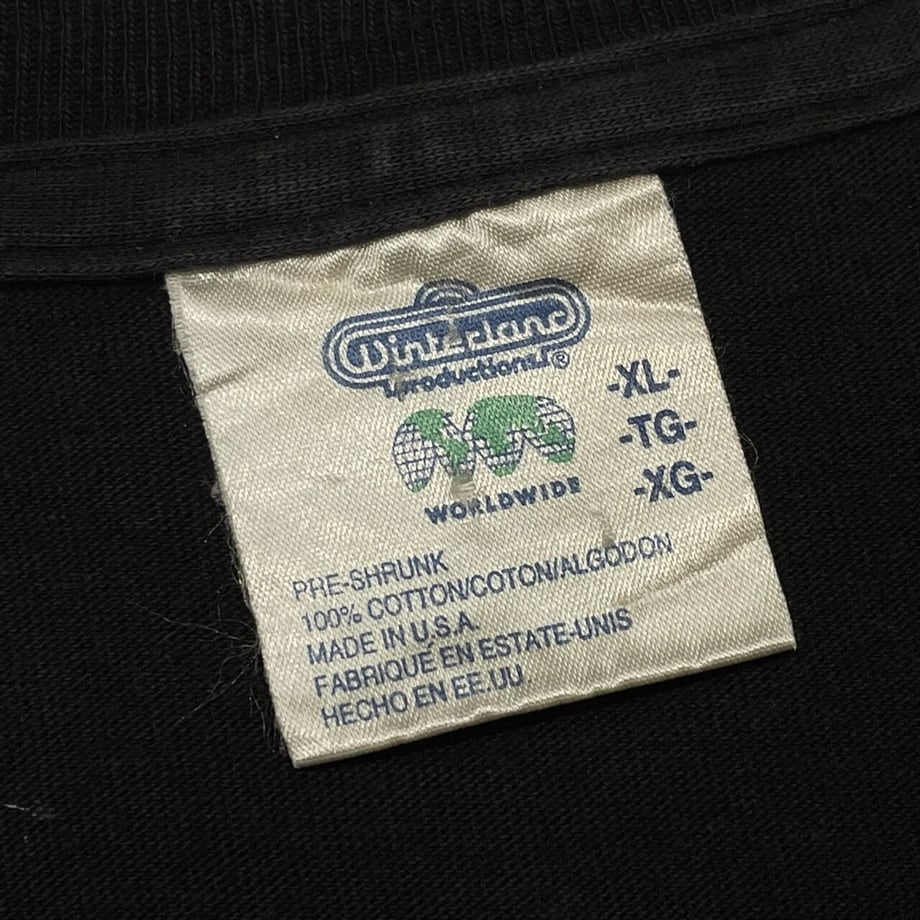 Winterland
productions®
WORLDWIDE
-XL-
-TG-
-XG-
PRE-SHRUNK
100% COTTON/COTON/ALGODON
MADE IN U.S.A.
FABRIQUÉ EN ESTATE-UNIS
HECHO EN EE.UU